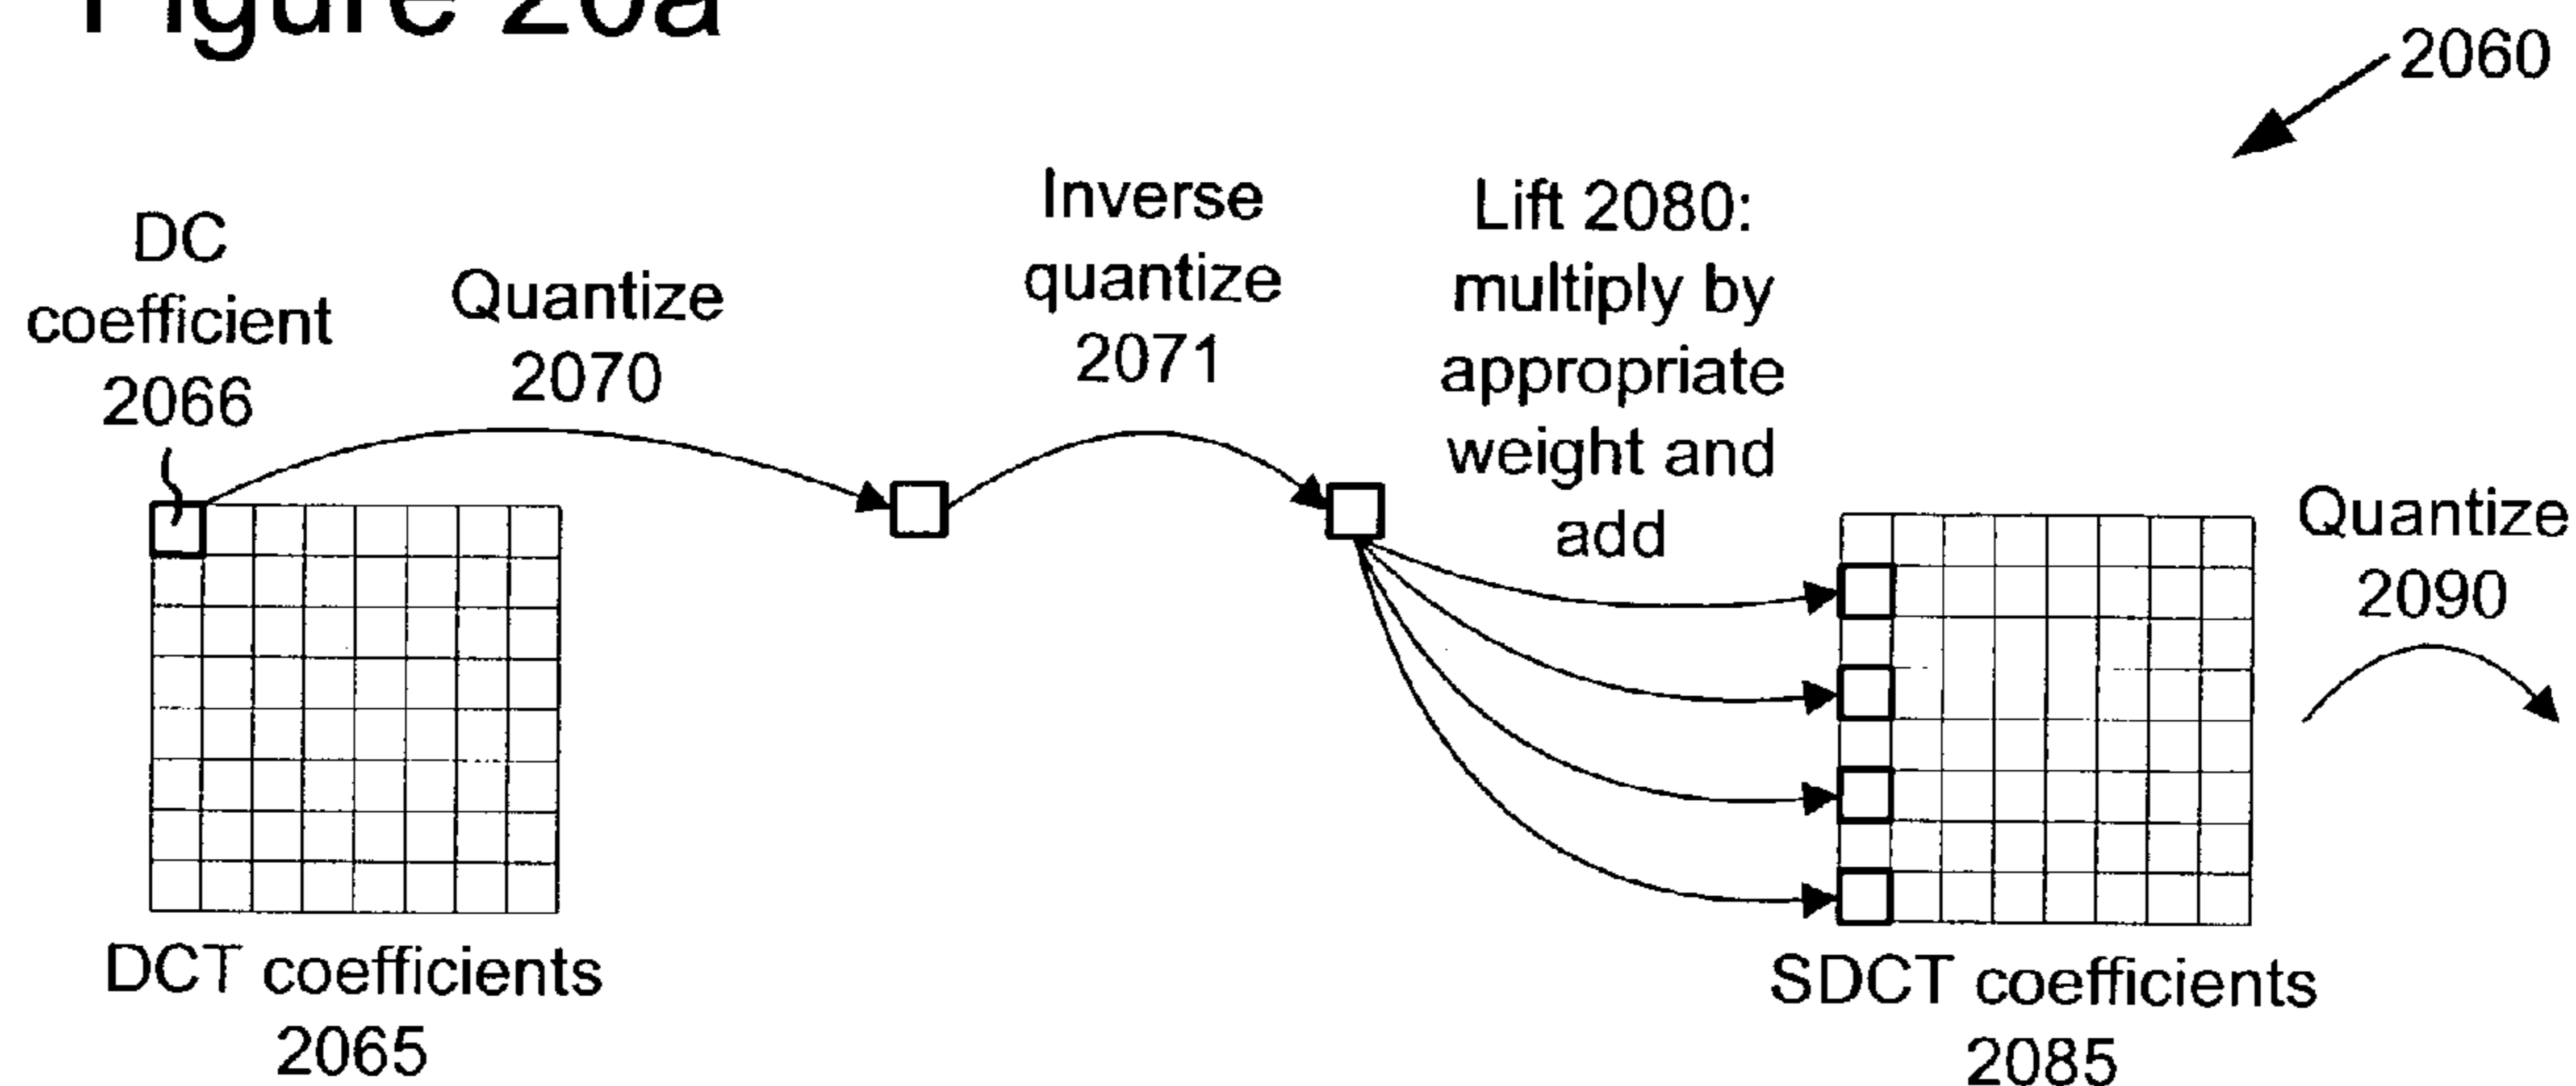 Figure 20a
2060
DC
coefficient
2066
Quantize
2070
Inverse
quantize
2071
Lift 2080:
multiply by
appropriate
weight and
add
Quantize
2090
DCT coefficients
2065
SDCT coefficients
2085